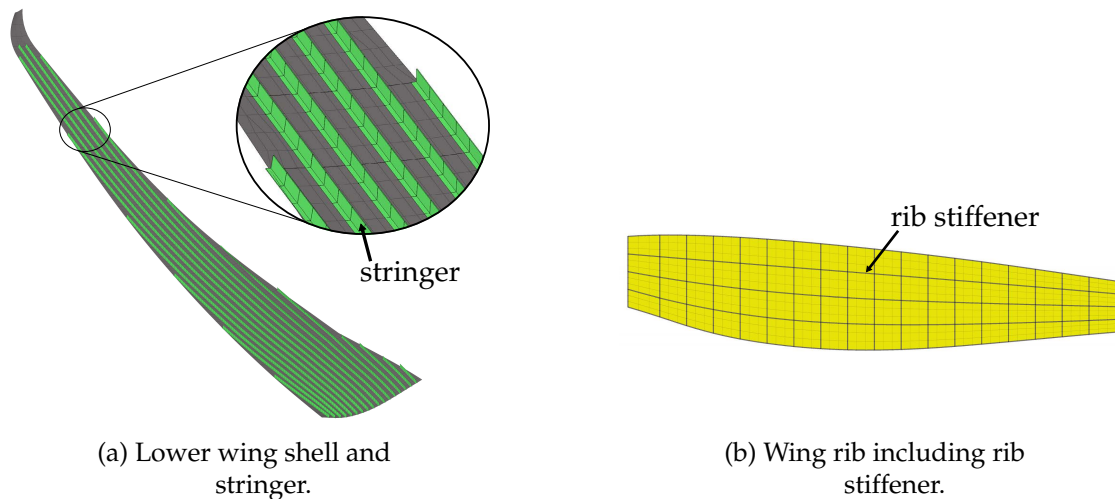 stringer
rib stiffener
(a) Lower wing shell and
stringer.
(b) Wing rib including rib
stiffener.